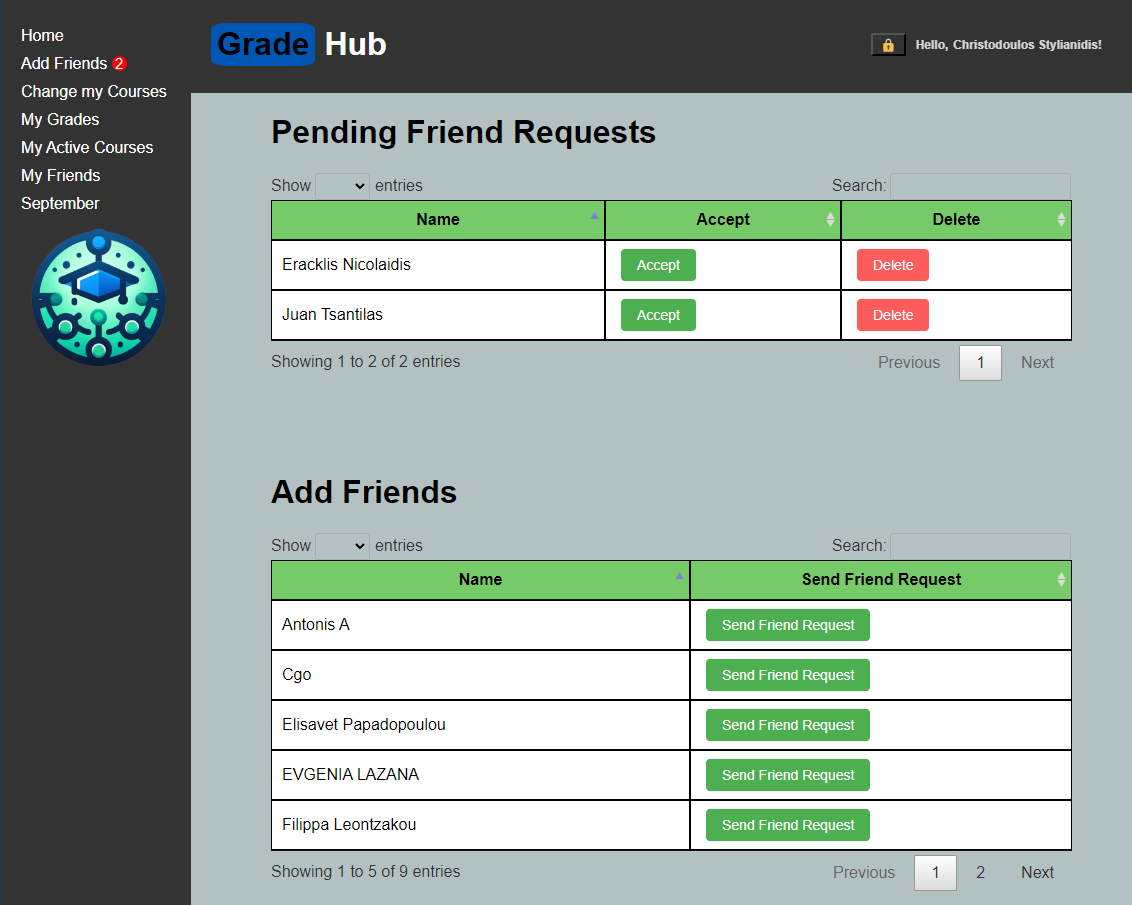 Home
Add Friends 2
Change my Courses
My Grades
My Active Courses
My Friends
September
Grade Hub
Hello, Christodoulos Stylianidis!
Pending Friend Requests
Show entries
Search:
Name Accept Delete
Eracklis Nicolaidis Accept Delete
Juan Tsantilas Accept Delete
Showing 1 to 2 of 2 entries
Previous 1 Next
Add Friends
Show entries
Search:
Name Send Friend Request
Antonis A Send Friend Request
Cgo Send Friend Request
Elisavet Papadopoulou Send Friend Request
EVGENIA LAZANA Send Friend Request
Filippa Leontzakou Send Friend Request
Showing 1 to 5 of 9 entries
Previous 1 2 Next